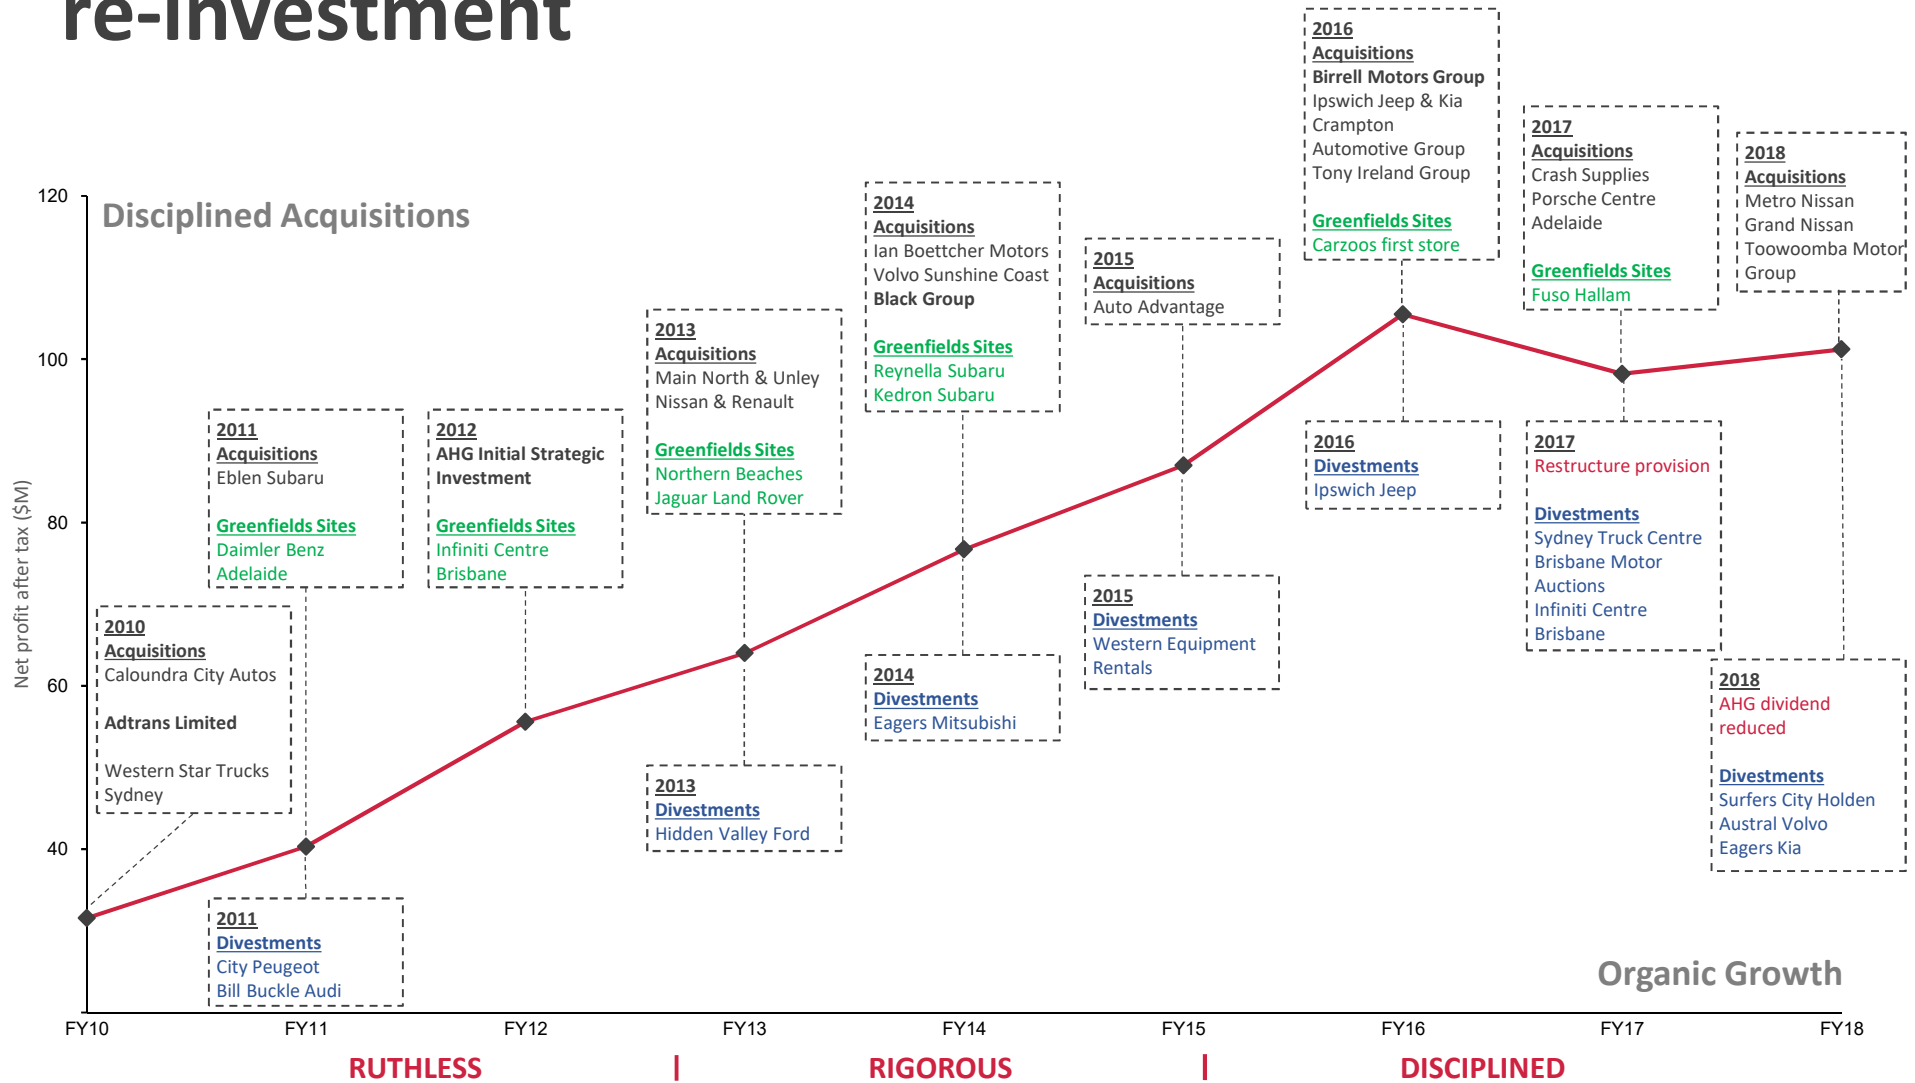 re-investment
2016
Acquisitions
Birrell Motors Group
Ipswich Jeep & Kia
Crampton
Automotive Group
Tony Ireland Group
Greenfields Sites
Carzoos first store
2017
Acquisitions
Crash Supplies
Porsche Centre
Adelaide
Greenfields Sites
Fuso Hallam
2018
Acquisitions
Metro Nissan
Grand Nissan
Toowoomba Motor
Group
Disciplined Acquisitions
2014
Acquisitions
Ian Boettcher Motors
Volvo Sunshine Coast
Black Group
Greenfields Sites
Reynella Subaru
Kedron Subaru
2015
Acquisitions
Auto Advantage
2013
Acquisitions
Main North & Unley
Nissan & Renault
Greenfields Sites
Northern Beaches
Jaguar Land Rover
2011
Acquisitions
Eblen Subaru
Greenfields Sites
Daimler Benz
Adelaide
2012
AHG Initial Strategic
Investment
Greenfields Sites
Infiniti Centre
Brisbane
2010
Acquisitions
Caloundra City Autos
Adtrans Limited
Western Star Trucks
Sydney
2016
Divestments
Ipswich Jeep
2017
Restructure provision
Divestments
Sydney Truck Centre
Brisbane Motor
Auctions
Infiniti Centre
Brisbane
2015
Divestments
Western Equipment
Rentals
2014
Divestments
Eagers Mitsubishi
2018
AHG dividend
reduced
Divestments
Surfers City Holden
Austral Volvo
Eagers Kia
2013
Divestments
Hidden Valley Ford
2011
Divestments
City Peugeot
Bill Buckle Audi
Organic Growth
Net profit after tax ($M)
120
100
80
60
40
FY10 FY11 FY12 FY13 FY14 FY15 FY16 FY17 FY18
RUTHLESS | RIGOROUS | DISCIPLINED